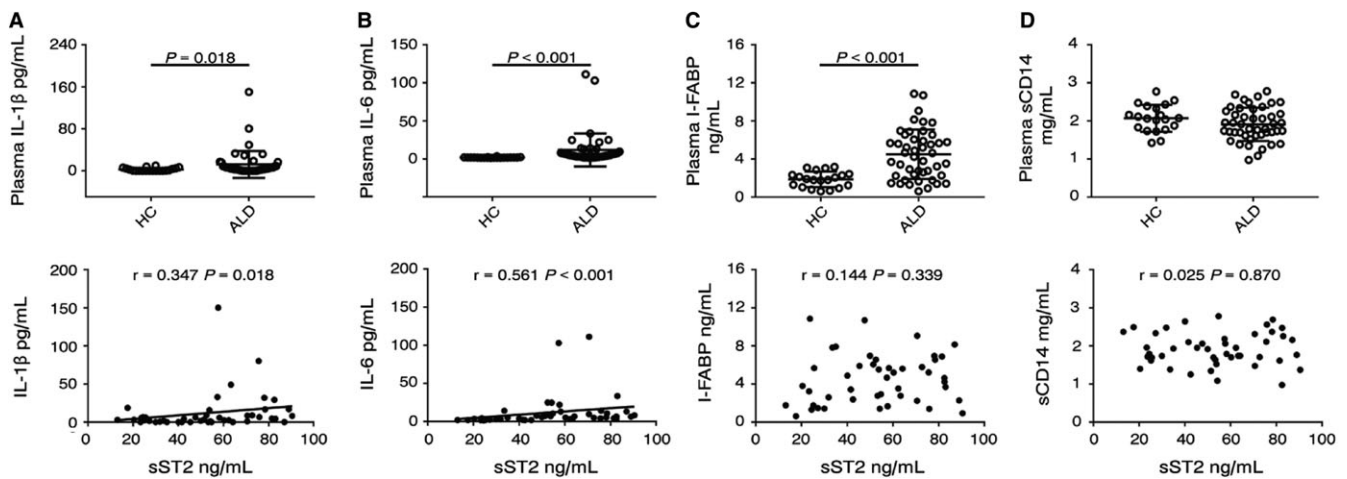 A
Plasma IL-1β pg/mL
240
160
80
0
P = 0.018
HC
ALD
B
Plasma IL-6 pg/mL
150
100
50
0
P < 0.001
HC
ALD
C
Plasma I-FABP
ng/mL
16
12
8
4
0
P < 0.001
HC
ALD
D
Plasma sCD14
mg/mL
4
3
2
1
0
HC
ALD
IL-1β pg/mL
200
150
100
50
0
r = 0.347 P = 0.018
0 20 40 60 80 100
sST2 ng/mL
IL-6 pg/mL
200
150
100
50
0
r = 0.561 P < 0.001
0 20 40 60 80 100
sST2 ng/mL
I-FABP ng/mL
16
12
8
4
0
r = 0.144 P = 0.339
0 20 40 60 80 100
sST2 ng/mL
sCD14 mg/mL
4
3
2
1
0
r = 0.025 P = 0.870
0 20 40 60 80 100
sST2 ng/mL